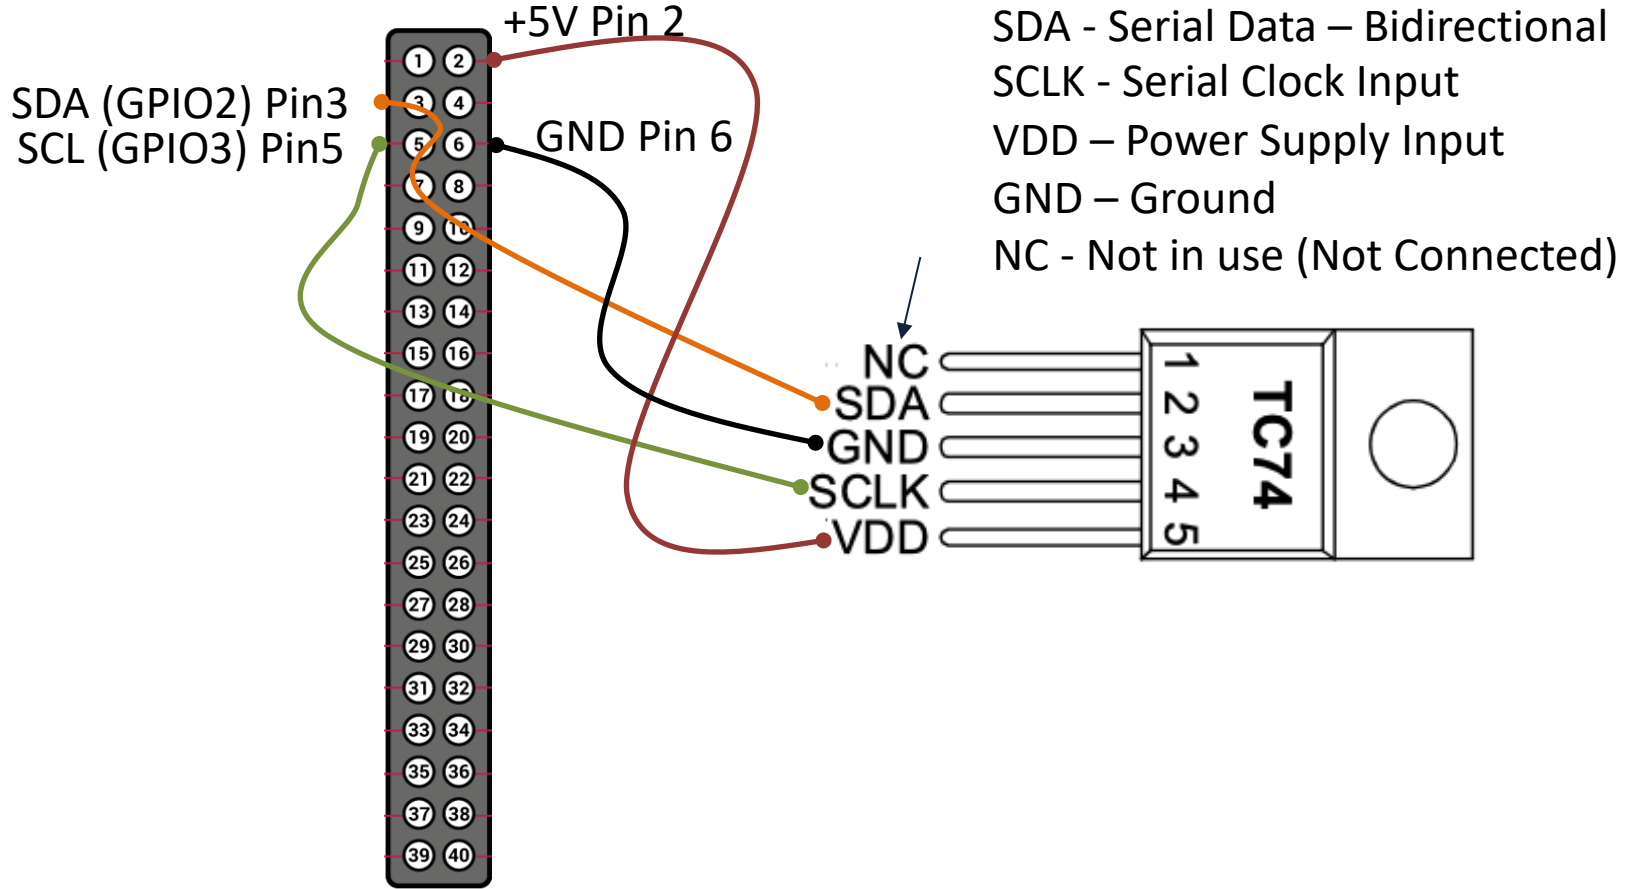 +5V Pin 2
SDA (GPIO2) Pin3
SCL (GPIO3) Pin5
GND Pin 6
1 2
3 4
5 6
7 8
9 10
11 12
13 14
15 16
17 18
19 20
21 22
23 24
25 26
27 28
29 30
31 32
33 34
35 36
37 38
39 40
SDA - Serial Data – Bidirectional
SCLK - Serial Clock Input
VDD – Power Supply Input
GND – Ground
NC - Not in use (Not Connected)
NC 1
SDA 2
GND 3
SCLK 4
VDD 5
TC74